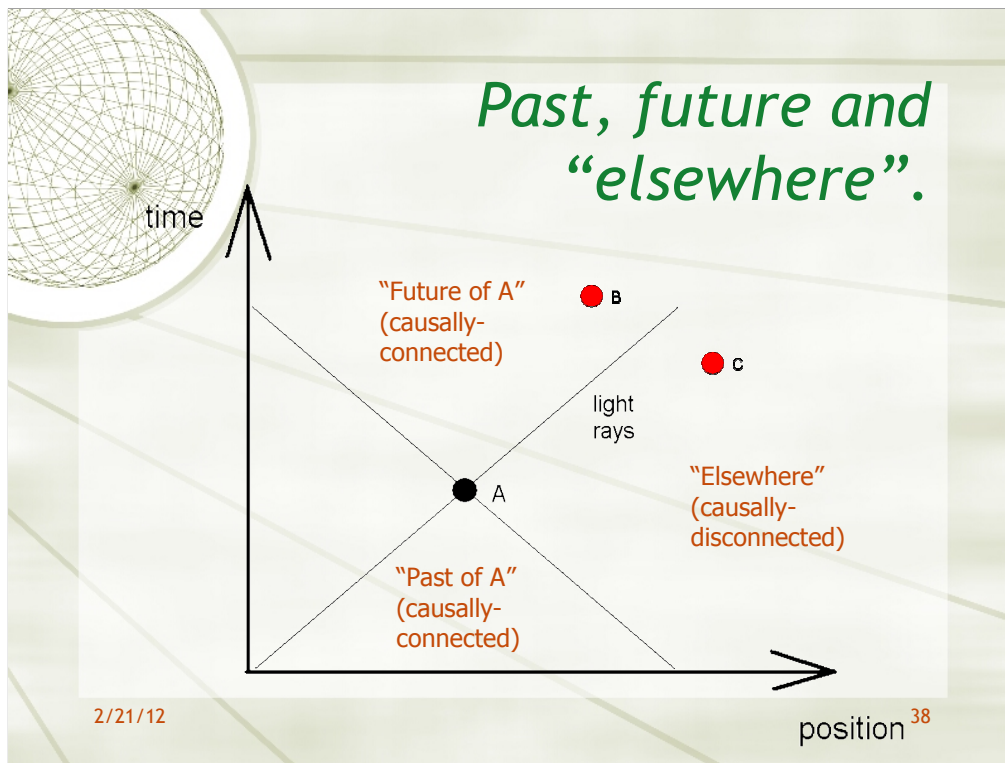 Past, future and
“elsewhere”.
time
“Future of A”
(causally-
connected)
B
C
light
rays
A
“Elsewhere”
(causally-
disconnected)
“Past of A”
(causally-
connected)
2/21/12
position
38